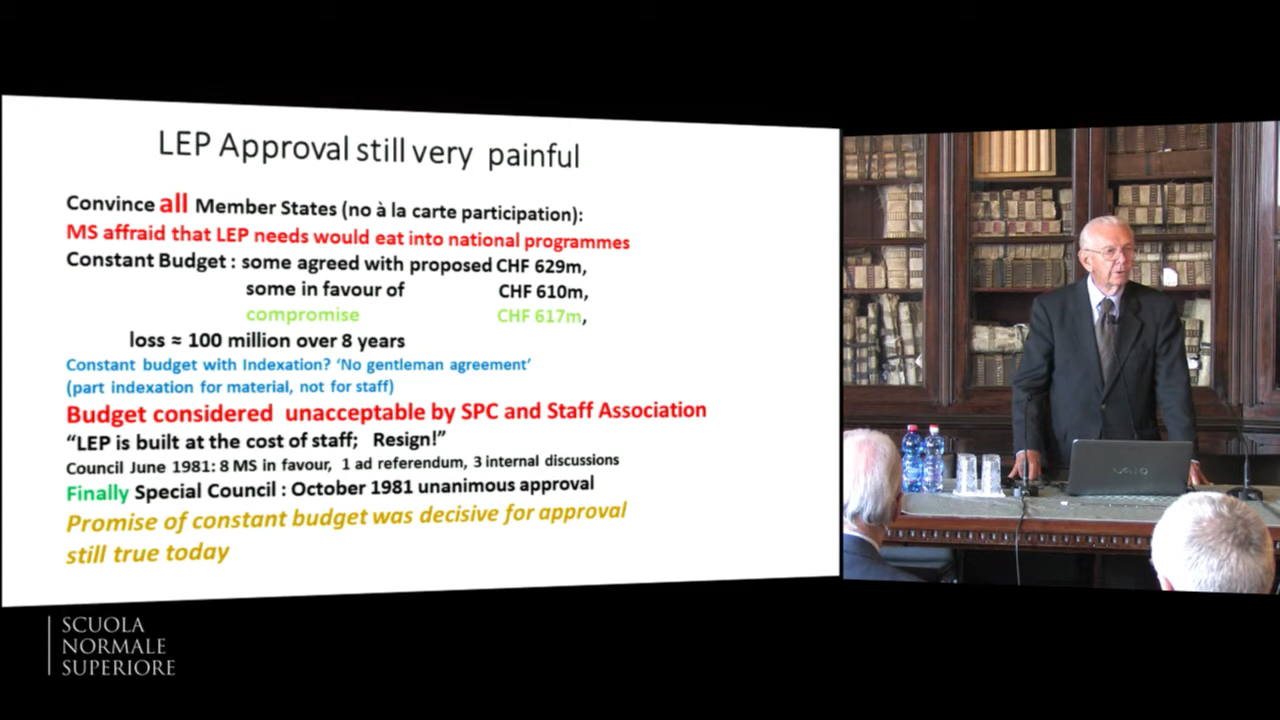 LEP Approval still very painful
Convince all Member States (no à la carte participation):
MS affraid that LEP needs would eat into national programmes
Constant Budget : some agreed with proposed CHF 629m,
some in favour of CHF 610m,
compromise CHF 617m,
loss ≈ 100 million over 8 years
Constant budget with Indexation? ‘No gentleman agreement’
(part indexation for material, not for staff)
Budget considered unacceptable by SPC and Staff Association
“LEP is built at the cost of staff; Resign!”
Council June 1981: 8 MS in favour, 1 ad referendum, 3 internal discussions
Finally Special Council : October 1981 unanimous approval
Promise of constant budget was decisive for approval
still true today
SCUOLA
NORMALE
SUPERIORE
VAIO